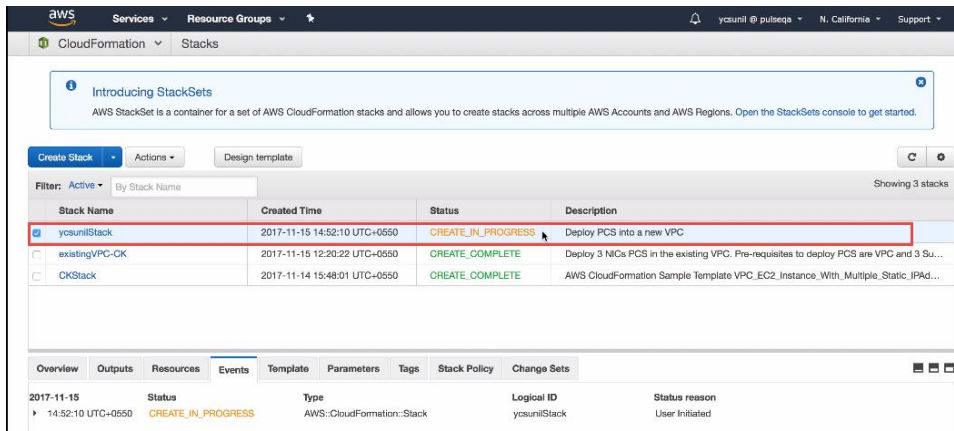 aws Services Resource Groups ycsunil @ pulseqa N. California Support
CloudFormation Stacks
Introducing StackSets
AWS StackSet is a container for a set of AWS CloudFormation stacks and allows you to create stacks across multiple AWS Accounts and AWS Regions. Open the StackSets console to get started.
Create Stack Actions Design template
Filter: Active By Stack Name Showing 3 stacks
Stack Name Created Time Status Description
ycsunilStack 2017-11-15 14:52:10 UTC+0550 CREATE_IN_PROGRESS Deploy PCS into a new VPC
existingVPC-CK 2017-11-15 12:20:22 UTC+0550 CREATE_COMPLETE Deploy 3 NICs PCS in the existing VPC. Pre-requisites to deploy PCS are VPC and 3 Su...
CKStack 2017-11-14 15:48:01 UTC+0550 CREATE_COMPLETE AWS CloudFormation Sample Template VPC_EC2_Instance_With_Multiple_Static_IPAd...
Overview Outputs Resources Events Template Parameters Tags Stack Policy Change Sets
2017-11-15 Status Type Logical ID Status reason
14:52:10 UTC+0550 CREATE_IN_PROGRESS AWS::CloudFormation::Stack ycsunilStack User Initiated